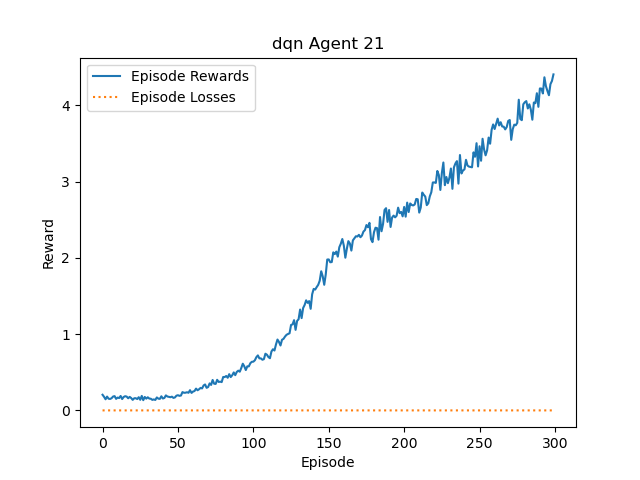 dqn Agent 21
Episode Rewards
Episode Losses
4
3
2
1
0
Reward
0 50 100 150 200 250 300
Episode